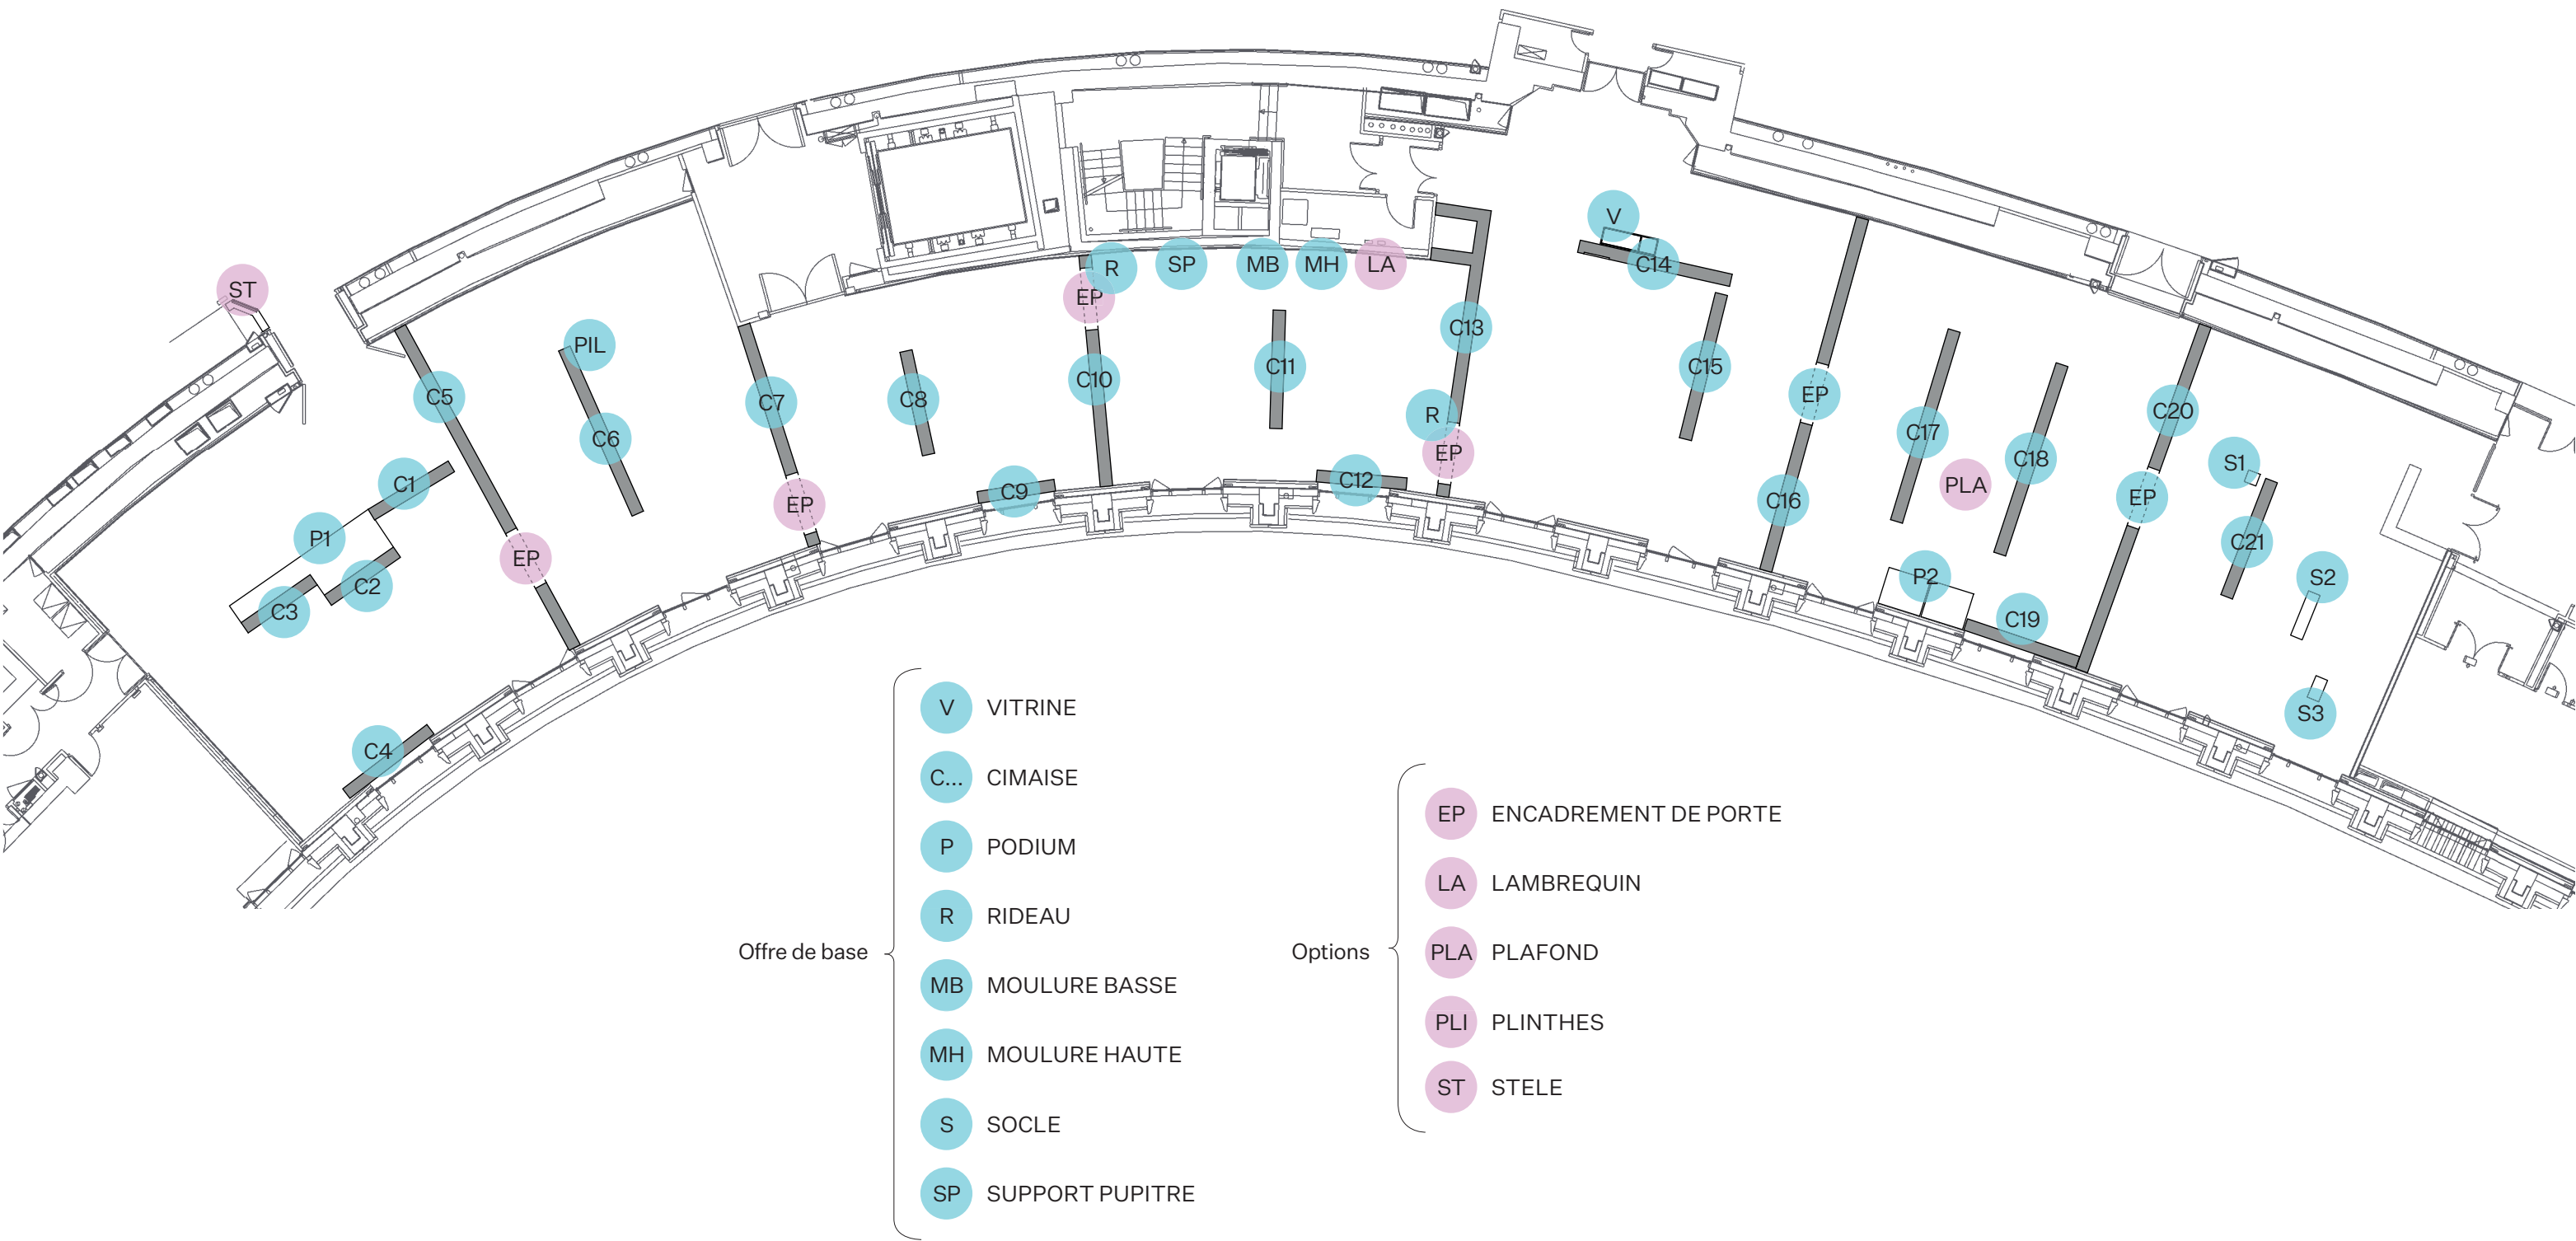 ST
C5
PIL
C6
C1
P1
C3
C2
C4
EP
C7
EP
C8
C9
R
EP
C10
SP
MB
MH
LA
C11
C12
C13
R
EP
V
C14
C15
EP
C16
C17
PLA
C18
P2
C19
C20
EP
S1
C21
S2
S3
Offre de base
V VITRINE
C... CIMAISE
P PODIUM
R RIDEAU
MB MOULURE BASSE
MH MOULURE HAUTE
S SOCLE
SP SUPPORT PUPITRE
Options
EP ENCADREMENT DE PORTE
LA LAMBREQUIN
PLA PLAFOND
PLI PLINTHES
ST STELE